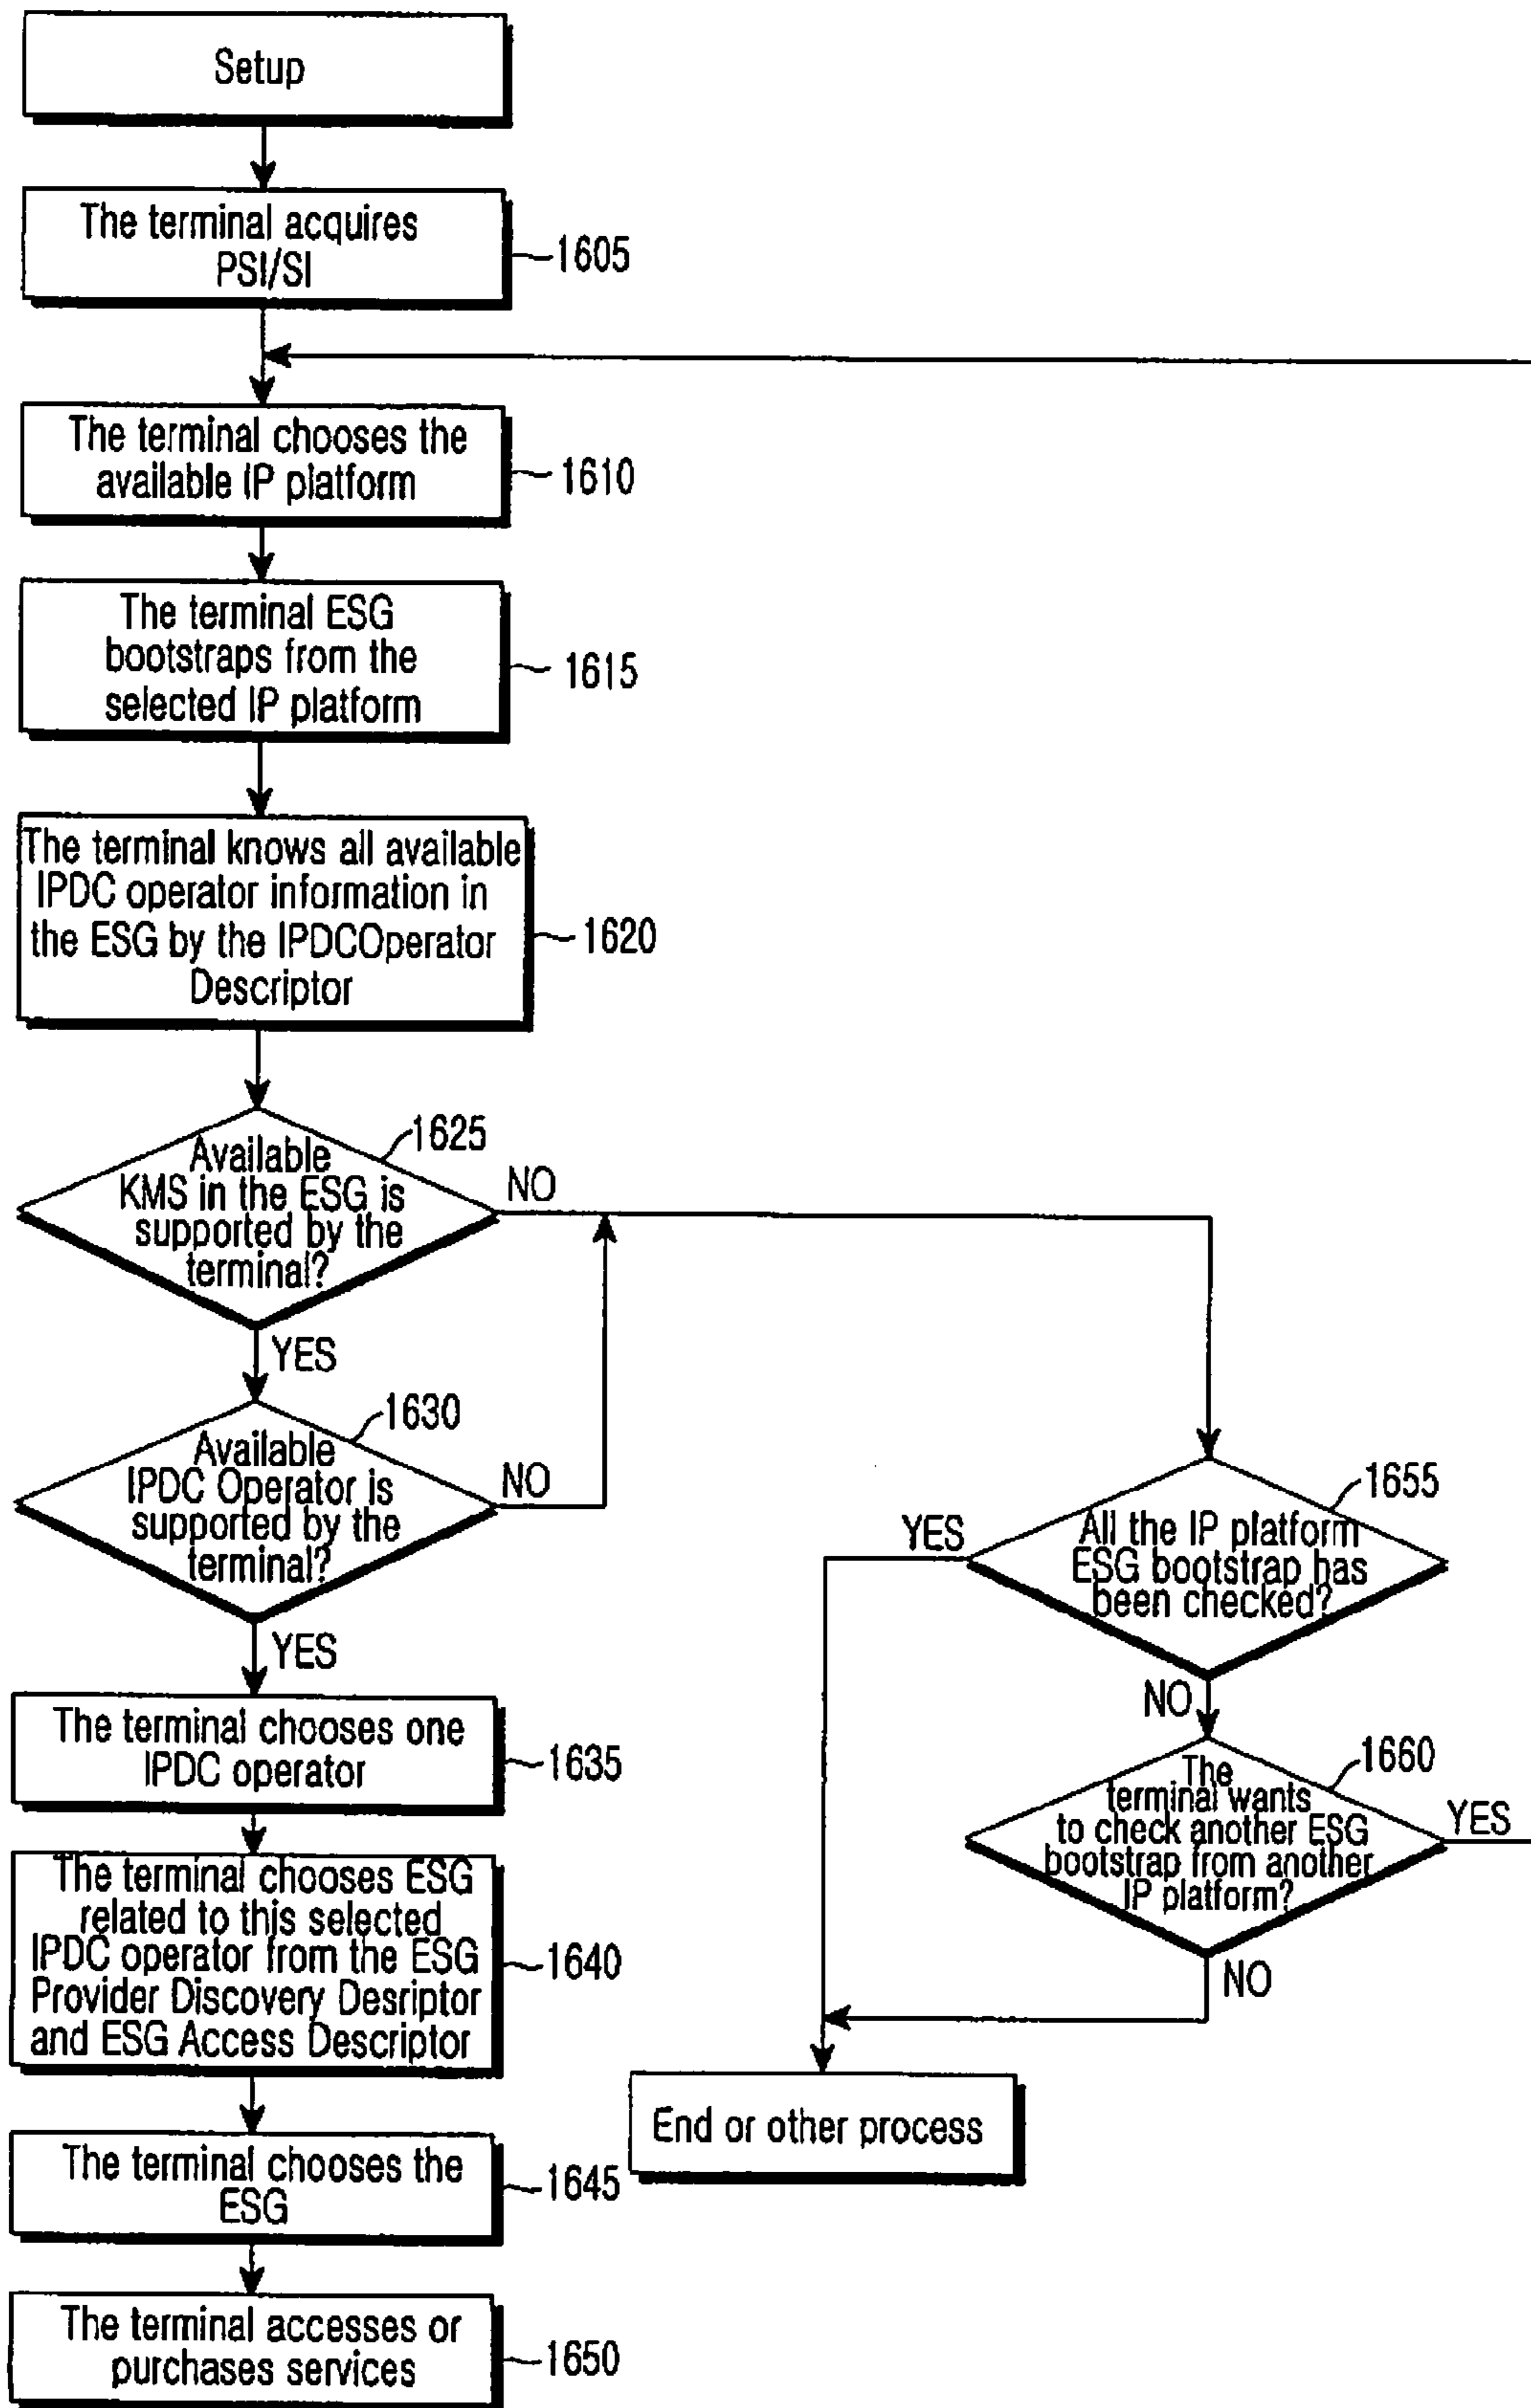 Setup
The terminal acquires
PSI/SI
1605
The terminal chooses the
available IP platform
1610
The terminal ESG
bootstraps from the
selected IP platform
1615
The terminal knows all available
IPDC operator information in
the ESG by the IPDCOperator
Descriptor
1620
Available
KMS in the ESG is
supported by the
terminal?
1625
NO
YES
Available
IPDC Operator is
supported by the
terminal?
1630
NO
YES
The terminal chooses one
IPDC operator
1635
The terminal chooses ESG
related to this selected
IPDC operator from the ESG
Provider Discovery Desriptor
and ESG Access Descriptor
1640
The terminal chooses the
ESG
1645
The terminal accesses or
purchases services
1650
All the IP platform
ESG bootstrap has
been checked?
1655
YES
NO
The
terminal wants
to check another ESG
bootstrap from another
IP platform?
1660
YES
NO
End or other process